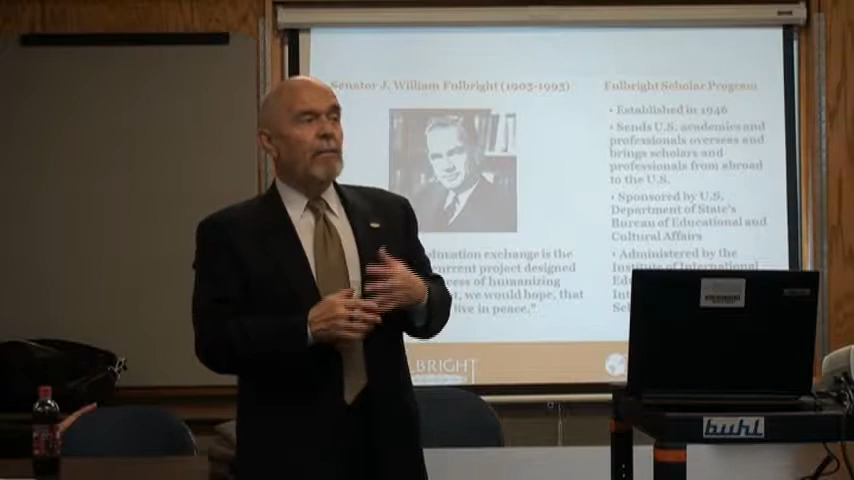 Senator J. William Fulbright (1905-1995)
Fulbright Scholar Program
• Established in 1946
• Sends U.S. academics and
professionals overseas and
brings scholars and
professionals from abroad
to the U.S.
• Sponsored by U.S.
Department of State's
Bureau of Educational and
Cultural Affairs
• Administered by the
Institute of International
exchange is the
current project designed
of humanizing
we would hope, that
live in peace."
BRIGHT
buhl